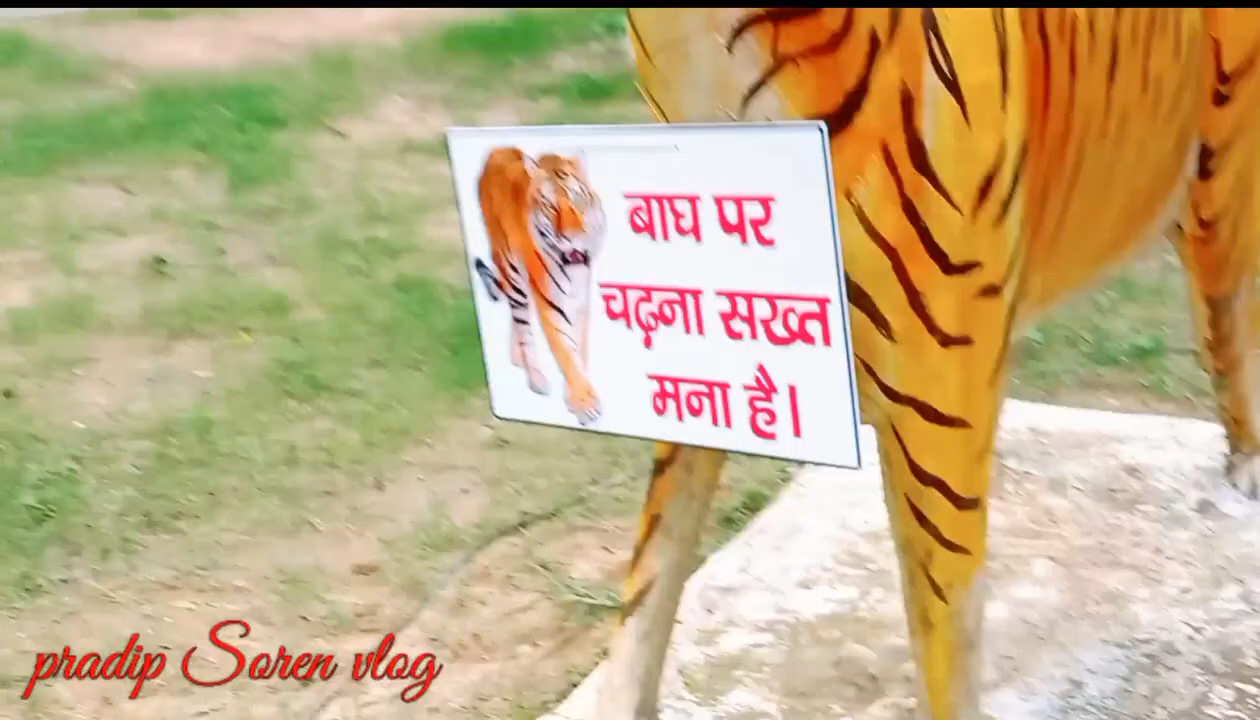 बाघ पर
चढ़ना सख्त
मना है।
pradip Soren vlog